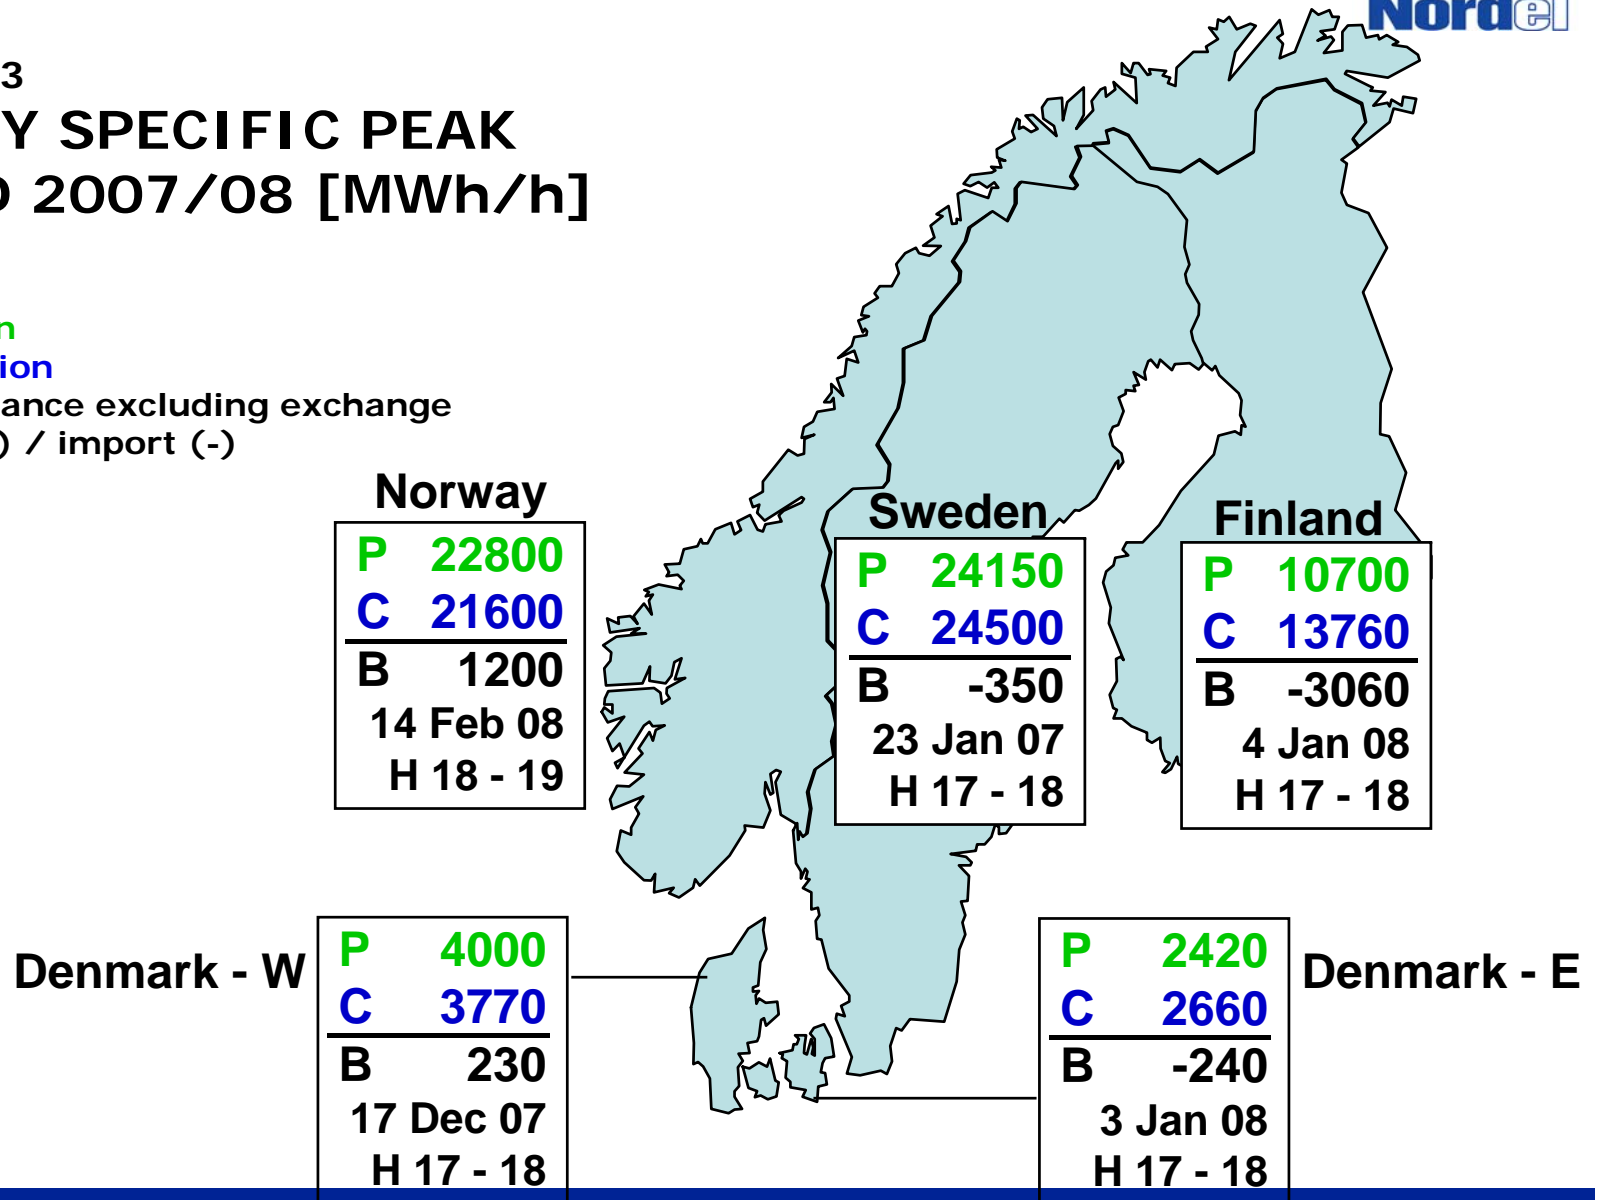 Nordel
3
Y SPECIFIC PEAK
D 2007/08 [MWh/h]
n
ion
ance excluding exchange
) / import (-)
Norway
P 22800
C 21600
B 1200
14 Feb 08
H 18 - 19
Sweden
P 24150
C 24500
B -350
23 Jan 07
H 17 - 18
Finland
P 10700
C 13760
B -3060
4 Jan 08
H 17 - 18
Denmark - W
P 4000
C 3770
B 230
17 Dec 07
H 17 - 18
Denmark - E
P 2420
C 2660
B -240
3 Jan 08
H 17 - 18